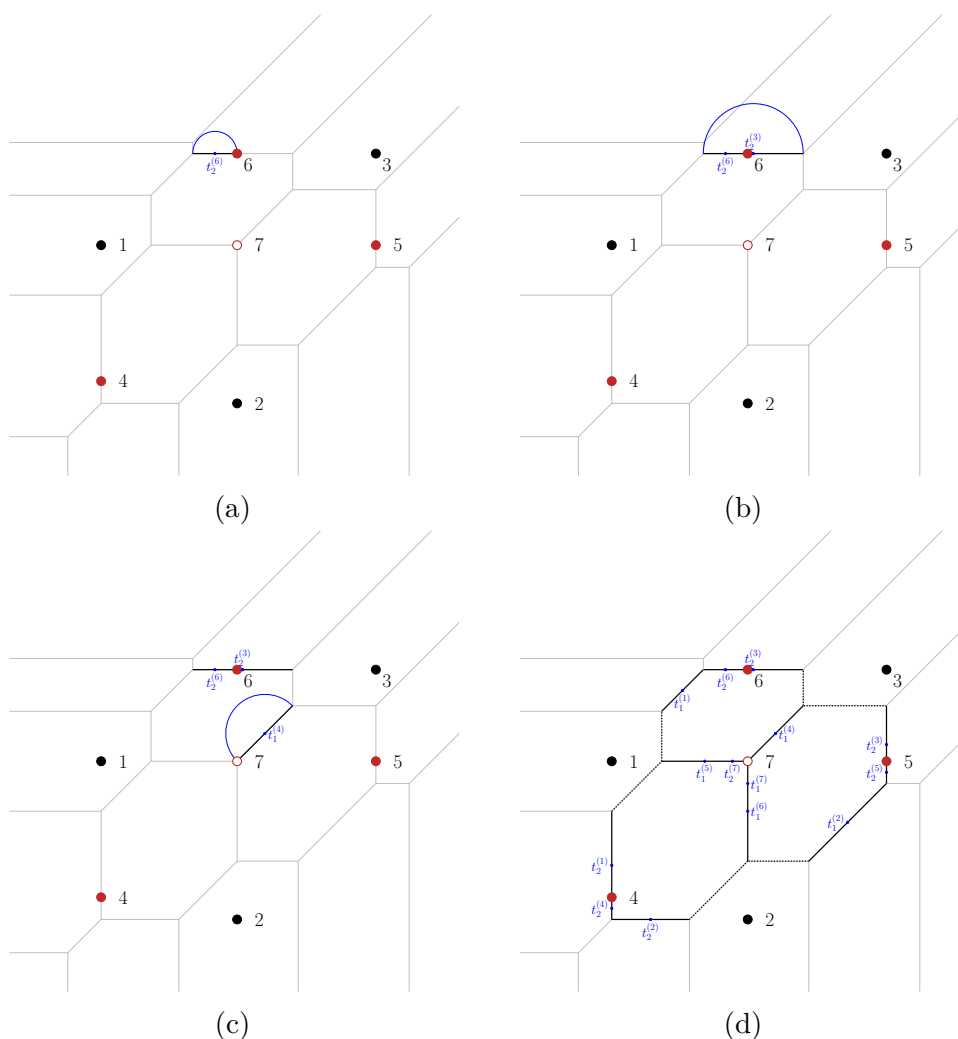 t_2^{(6)} 6 3
1 7 5
4
2
(a)
t_2^{(3)}
t_2^{(6)} 6 3
1 7 5
4
2
(b)
t_2^{(3)}
t_2^{(6)} 6 3
t_1^{(4)}
1 7 5
4
2
(c)
t_2^{(3)}
t_2^{(6)} 6 3
t_1^{(1)}
t_1^{(4)} t_2^{(3)}
1 t_1^{(5)} t_2^{(7)} 7 5
t_1^{(7)} t_2^{(5)}
t_1^{(6)} t_1^{(2)}
t_2^{(1)}
4
t_2^{(4)}
t_2^{(2)} 2
(d)